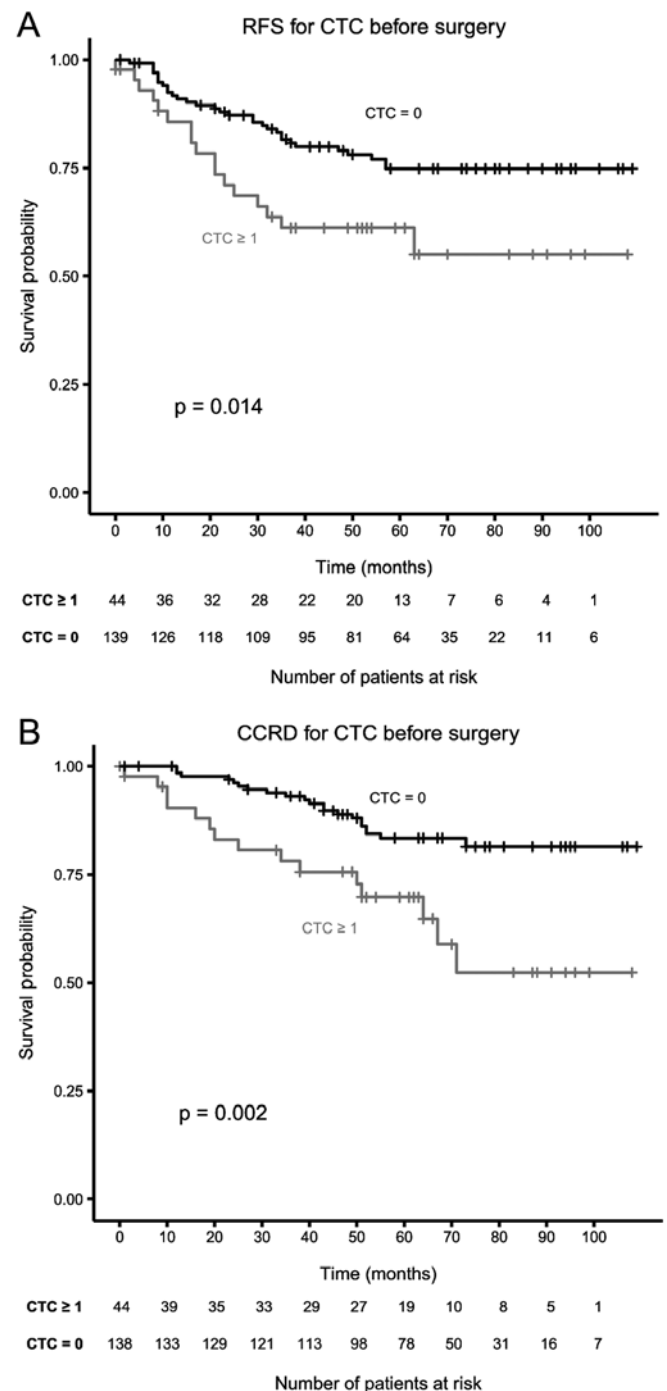 A
RFS for CTC before surgery
1.00
CTC = 0
0.75
CTC ≥ 1
0.50
Survival probability
0.25
p = 0.014
0.00
0 10 20 30 40 50 60 70 80 90 100
Time (months)
CTC ≥ 1 44 36 32 28 22 20 13 7 6 4 1
CTC = 0 139 126 118 109 95 81 64 35 22 11 6
Number of patients at risk
B
CCRD for CTC before surgery
1.00
CTC = 0
0.75
CTC ≥ 1
0.50
Survival probability
0.25
p = 0.002
0.00
0 10 20 30 40 50 60 70 80 90 100
Time (months)
CTC ≥ 1 44 39 35 33 29 27 19 10 8 5 1
CTC = 0 138 133 129 121 113 98 78 50 31 16 7
Number of patients at risk